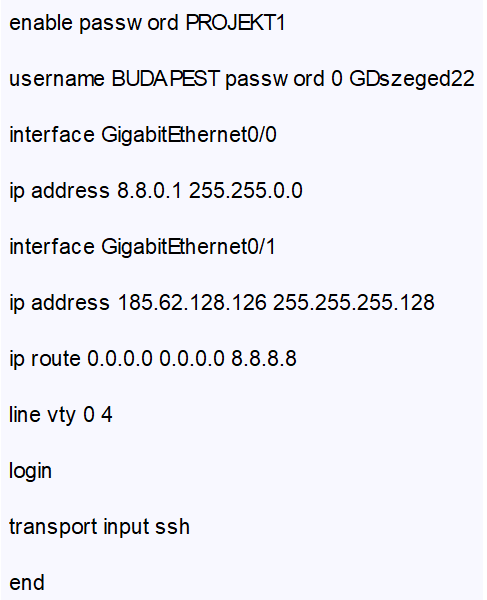 enable password PROJEKT1
username BUDAPEST password 0 GDszeged22
interface GigabitEthernet0/0
ip address 8.8.0.1 255.255.0.0
interface GigabitEthernet0/1
ip address 185.62.128.126 255.255.255.128
ip route 0.0.0.0 0.0.0.0 8.8.8.8
line vty 0 4
login
transport input ssh
end